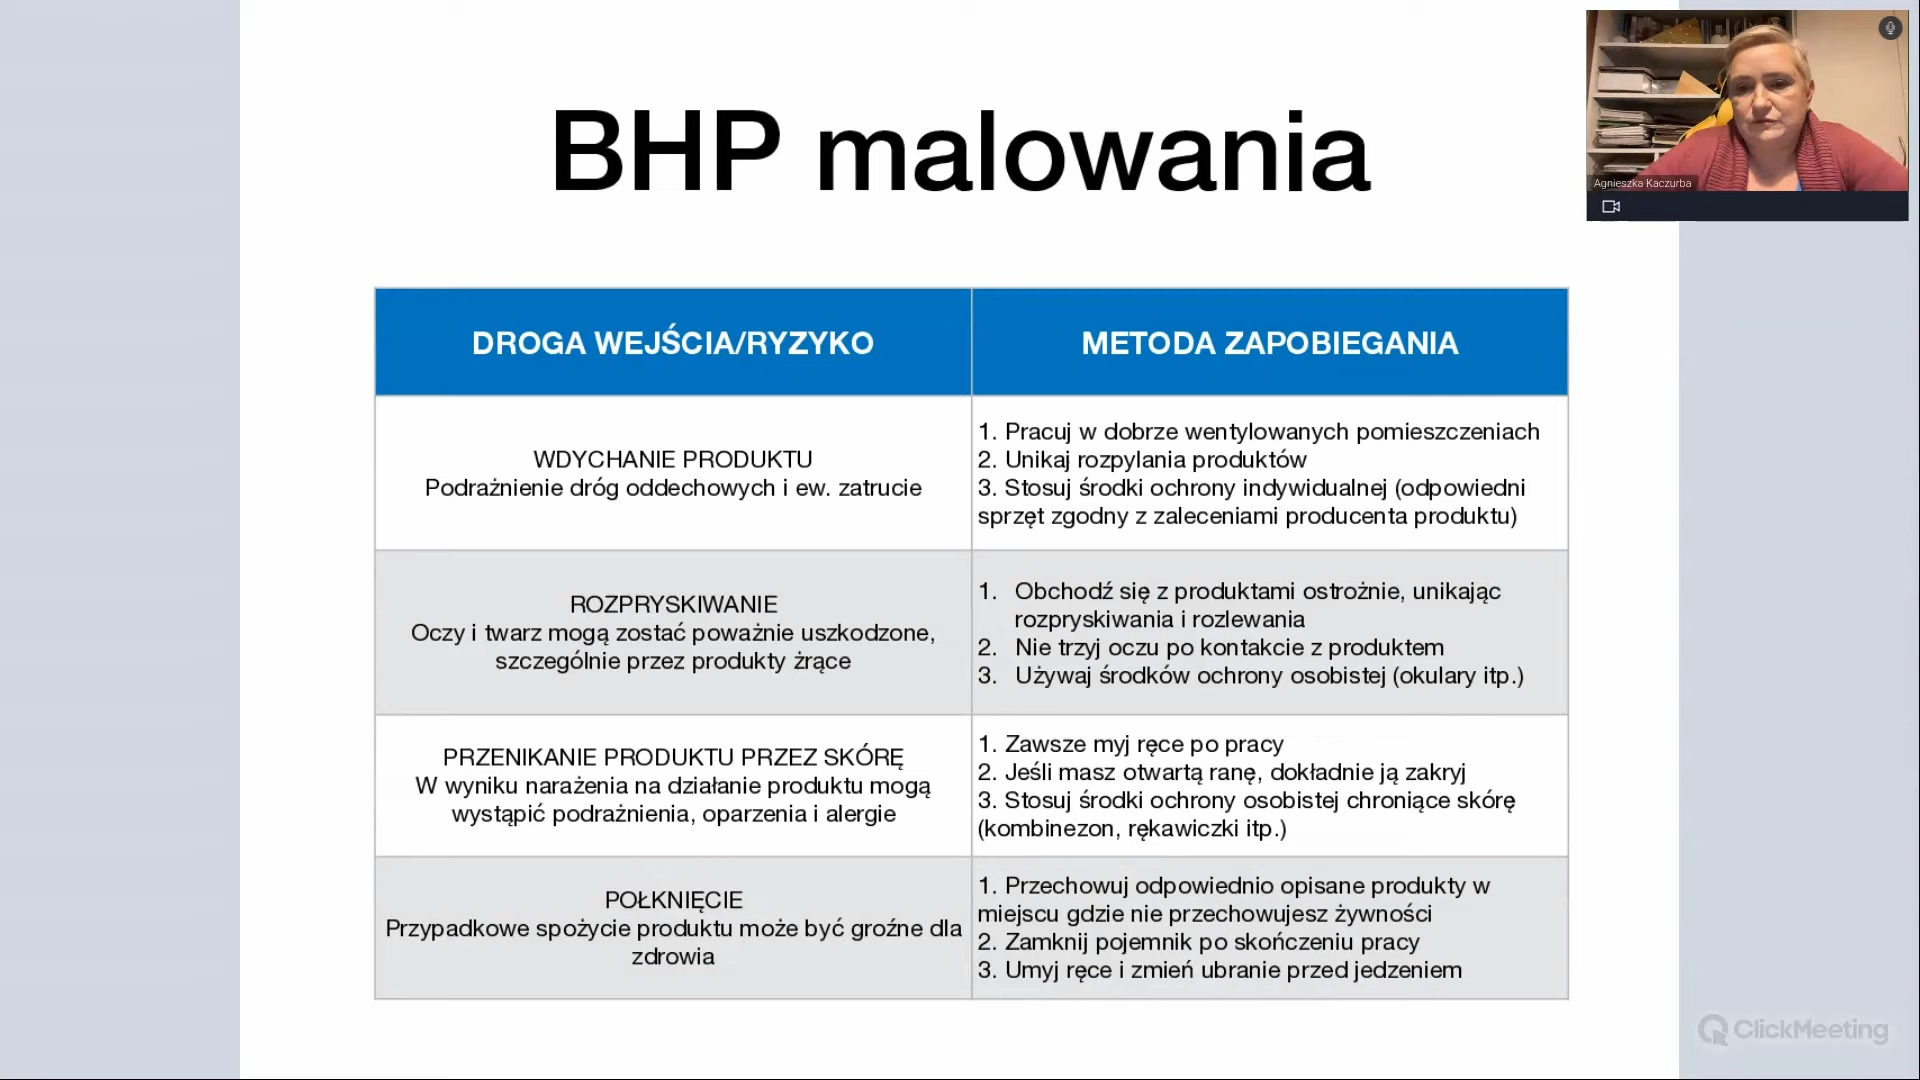 BHP malowania
Agnieszka Kaczurba
DROGA WEJŚCIA/RYZYKO
METODA ZAPOBIEGANIA
WDYCHANIE PRODUKTU
Podrażnienie dróg oddechowych i ew. zatrucie
1. Pracuj w dobrze wentylowanych pomieszczeniach
2. Unikaj rozpylania produktów
3. Stosuj środki ochrony indywidualnej (odpowiedni
sprzęt zgodny z zaleceniami producenta produktu)
ROZPRYSKIWANIE
Oczy i twarz mogą zostać poważnie uszkodzone,
szczególnie przez produkty żrące
1. Obchodź się z produktami ostrożnie, unikając
rozpryskiwania i rozlewania
2. Nie trzyj oczu po kontakcie z produktem
3. Używaj środków ochrony osobistej (okulary itp.)
PRZENIKANIE PRODUKTU PRZEZ SKÓRĘ
W wyniku narażenia na działanie produktu mogą
wystąpić podrażnienia, oparzenia i alergie
1. Zawsze myj ręce po pracy
2. Jeśli masz otwartą ranę, dokładnie ją zakryj
3. Stosuj środki ochrony osobistej chroniące skórę
(kombinezon, rękawiczki itp.)
POŁKNIĘCIE
Przypadkowe spożycie produktu może być groźne dla
zdrowia
1. Przechowuj odpowiednio opisane produkty w
miejscu gdzie nie przechowujesz żywności
2. Zamknij pojemnik po skończeniu pracy
3. Umyj ręce i zmień ubranie przed jedzeniem
ClickMeeting